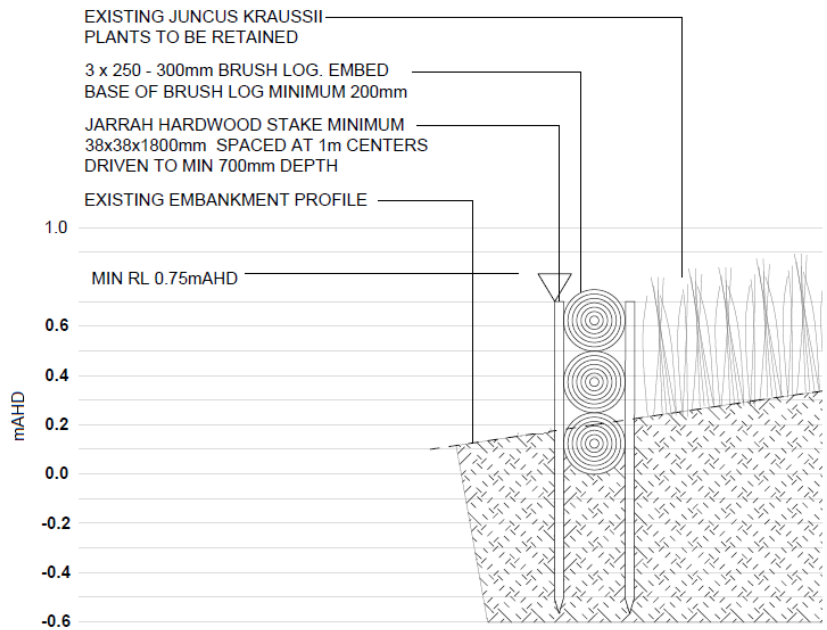 EXISTING JUNCUS KRAUSSII
PLANTS TO BE RETAINED
3 x 250 - 300mm BRUSH LOG. EMBED
BASE OF BRUSH LOG MINIMUM 200mm
JARRAH HARDWOOD STAKE MINIMUM
38x38x1800mm SPACED AT 1m CENTERS
DRIVEN TO MIN 700mm DEPTH
EXISTING EMBANKMENT PROFILE
1.0
MIN RL 0.75mAHD
0.6
0.4
0.2
0.0
-0.2
-0.4
-0.6
mAHD